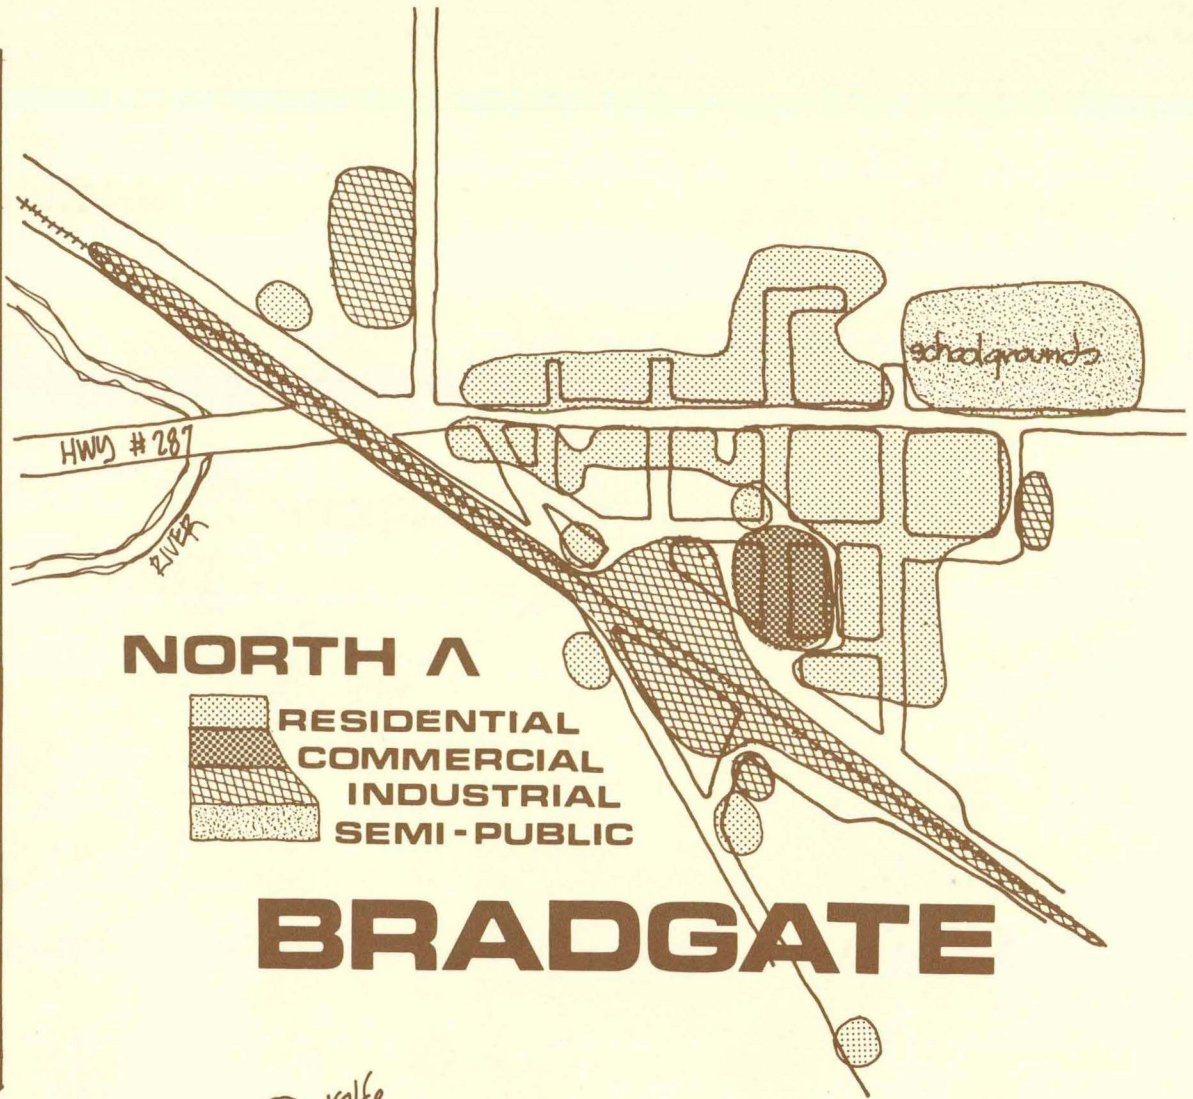 schoolgrounds
HWY #287
RIVER
NORTH Λ
RESIDENTIAL
COMMERCIAL
INDUSTRIAL
SEMI-PUBLIC
BRADGATE